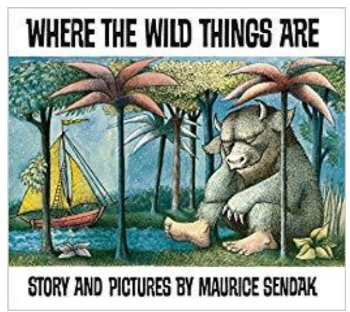 WHERE THE WILD THINGS ARE
STORY AND PICTURES BY MAURICE SENDAK